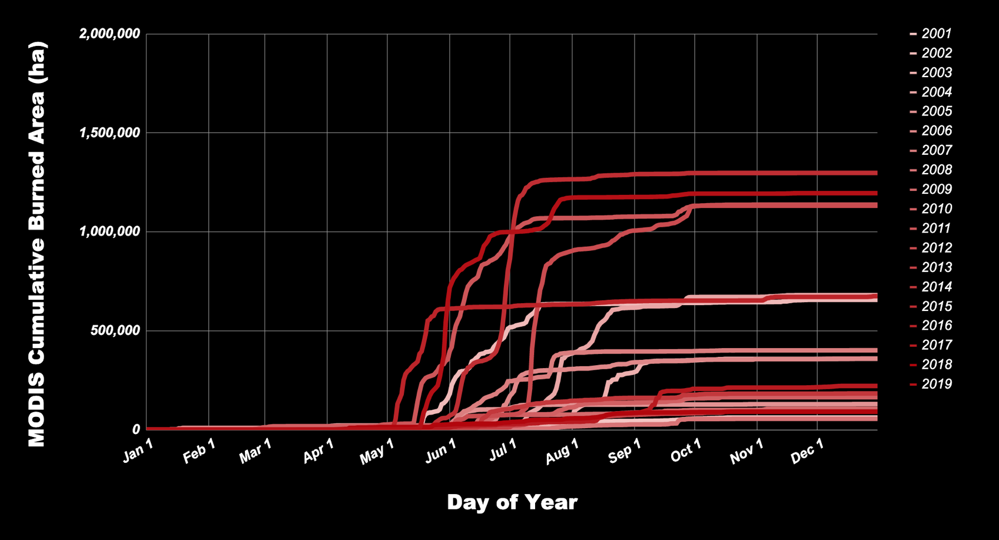 MODIS Cumulative Burned Area (ha)
2,000,000
1,500,000
1,000,000
500,000
0
Jan 1
Feb 1
Mar 1
Apr 1
May 1
Jun 1
Jul 1
Aug 1
Sep 1
Oct 1
Nov 1
Dec 1
Day of Year
2001
2002
2003
2004
2005
2006
2007
2008
2009
2010
2011
2012
2013
2014
2015
2016
2017
2018
2019